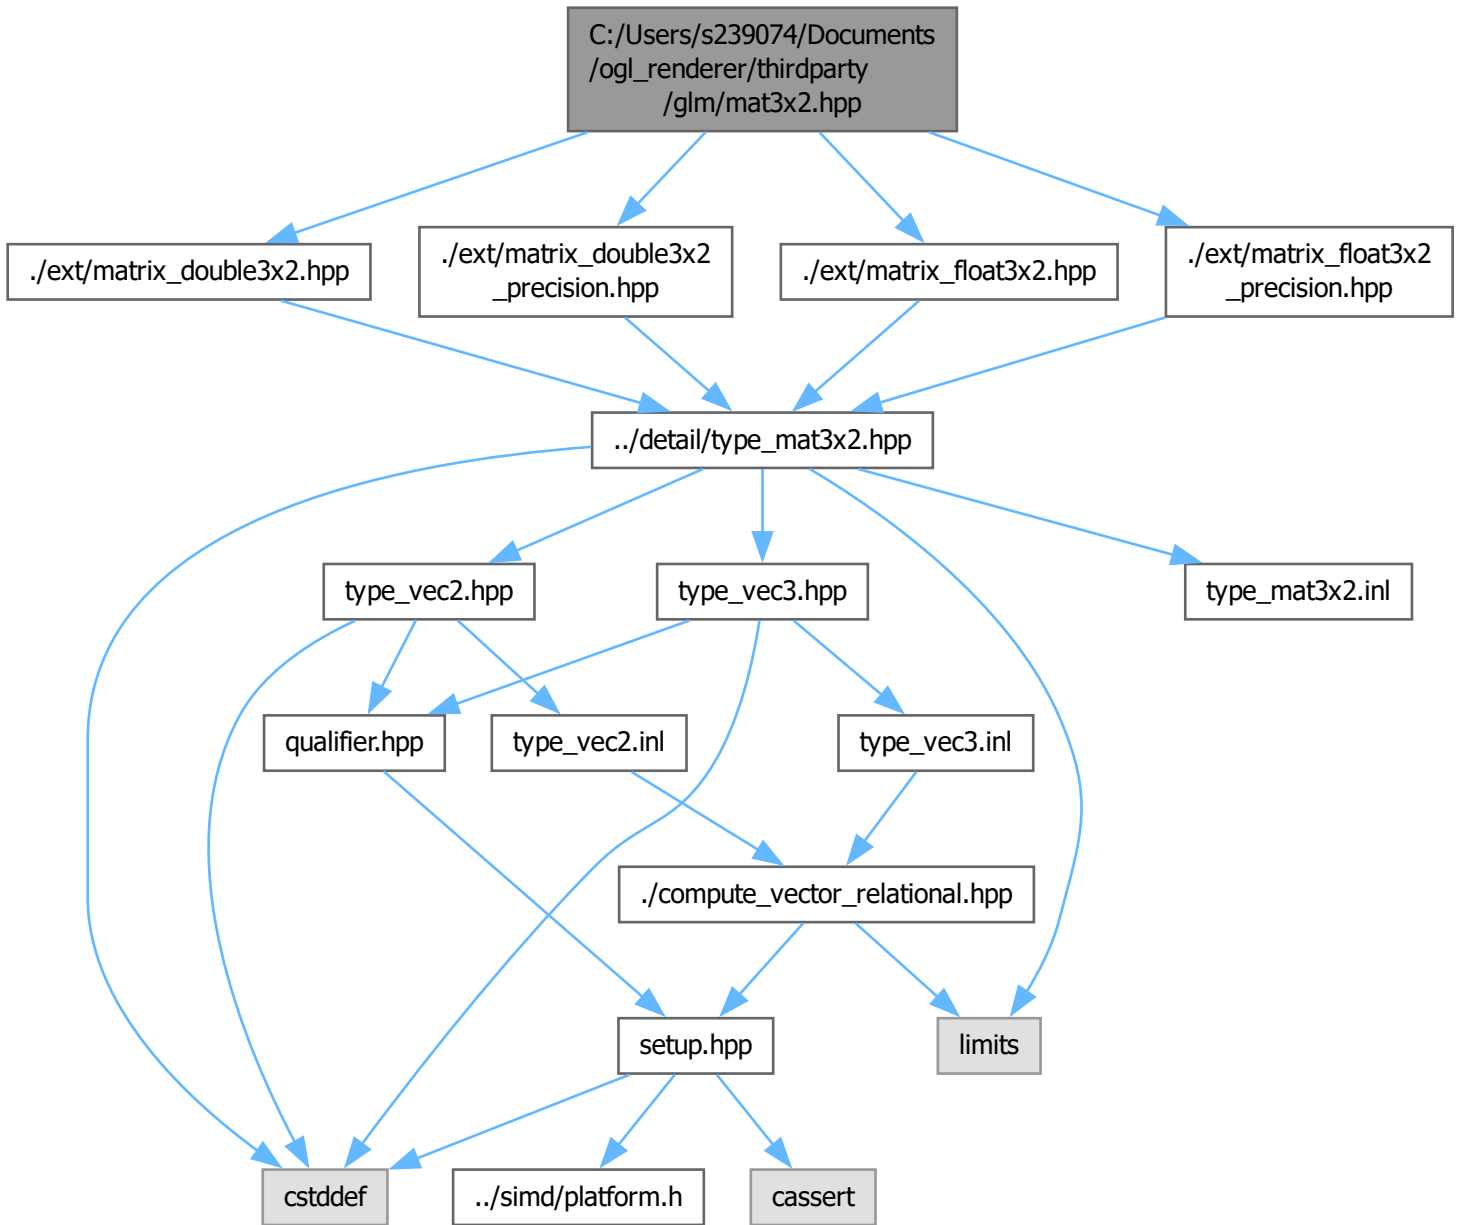 C:/Users/s239074/Documents
/ogl_renderer/thirdparty
/glm/mat3x2.hpp
./ext/matrix_double3x2.hpp
./ext/matrix_double3x2
_precision.hpp
./ext/matrix_float3x2.hpp
./ext/matrix_float3x2
_precision.hpp
../detail/type_mat3x2.hpp
type_vec2.hpp
type_vec3.hpp
type_mat3x2.inl
qualifier.hpp
type_vec2.inl
type_vec3.inl
./compute_vector_relational.hpp
setup.hpp
limits
cstddef
../simd/platform.h
cassert